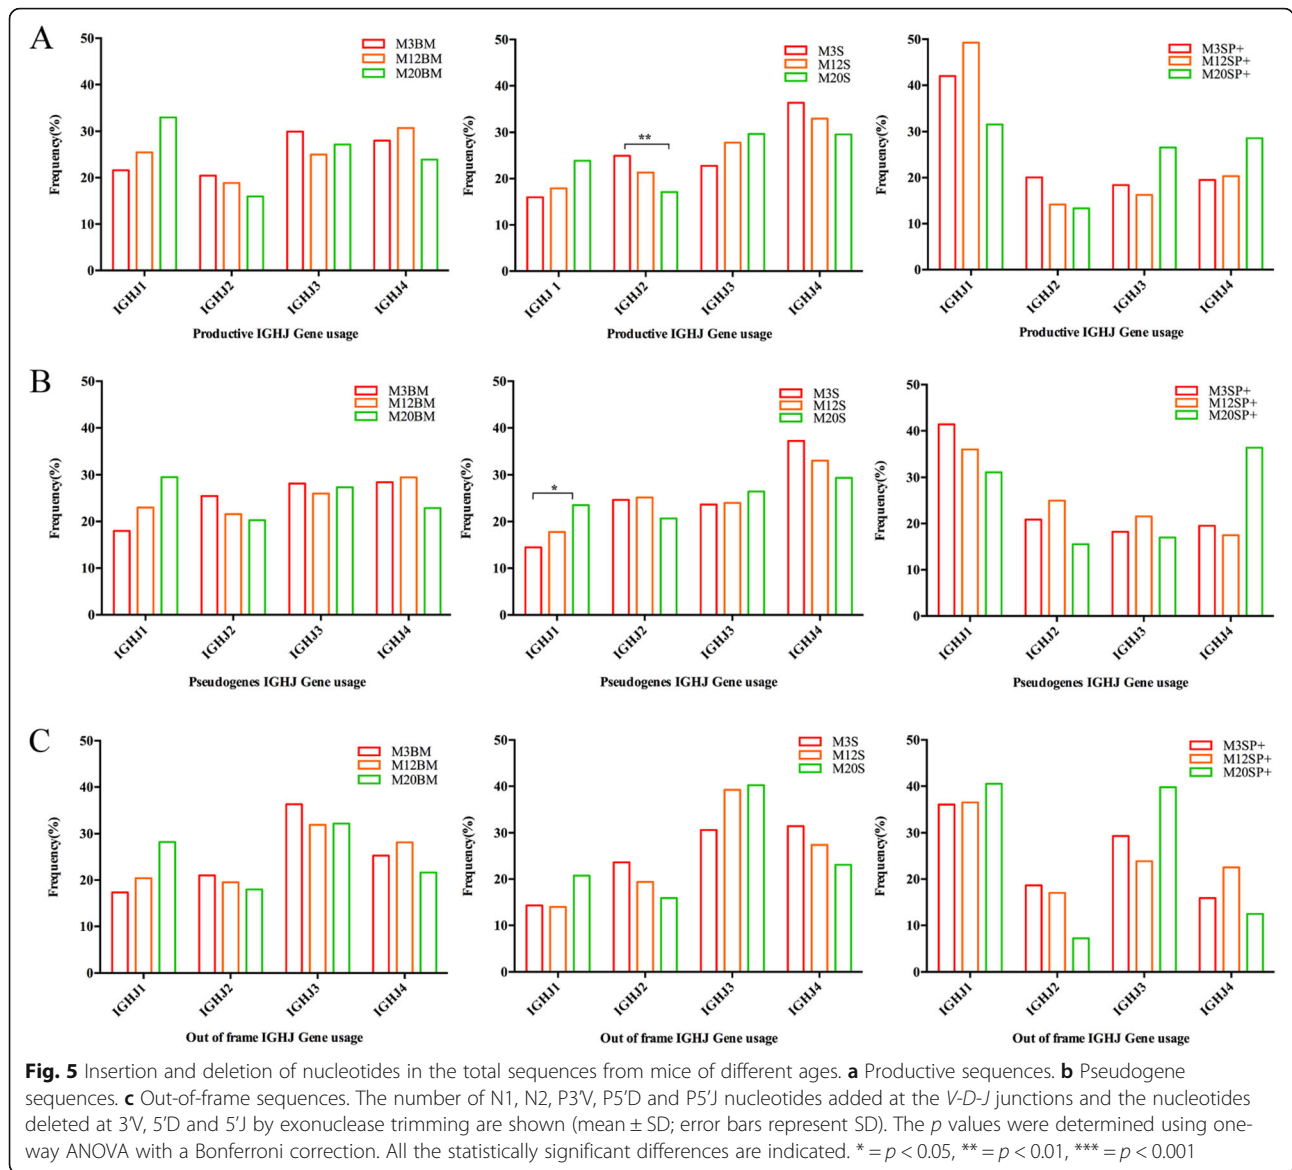 A
Frequency(%)
50
40
30
20
10
0
M3BM
M12BM
M20BM
IGHJ1 IGHJ2 IGHJ3 IGHJ4
Productive IGHJ Gene usage
Frequency(%)
50
40
30
20
10
0
**
M3S
M12S
M20S
IGHJ 1 IGHJ2 IGHJ3 IGHJ4
Productive IGHJ Gene usage
Frequency(%)
50
40
30
20
10
0
M3SP+
M12SP+
M20SP+
IGHJ1 IGHJ2 IGHJ3 IGHJ4
Productive IGHJ Gene usage
B
Frequency(%)
50
40
30
20
10
0
M3BM
M12BM
M20BM
IGHJ1 IGHJ2 IGHJ3 IGHJ4
Pseudogenes IGHJ Gene usage
Frequency(%)
50
40
30
20
10
0
*
M3S
M12S
M20S
IGHJ1 IGHJ2 IGHJ3 IGHJ4
Pseudogenes IGHJ Gene usage
Frequency(%)
50
40
30
20
10
0
M3SP+
M12SP+
M20SP+
IGHJ1 IGHJ2 IGHJ3 IGHJ4
Pseudogenes IGHJ Gene usage
C
Frequency(%)
50
40
30
20
10
0
M3BM
M12BM
M20BM
IGHJ1 IGHJ2 IGHJ3 IGHJ4
Out of frame IGHJ Gene usage
Frequency(%)
50
40
30
20
10
0
M3S
M12S
M20S
IGHJ1 IGHJ2 IGHJ3 IGHJ4
Out of frame IGHJ Gene usage
Frequency(%)
50
40
30
20
10
0
M3SP+
M12SP+
M20SP+
IGHJ1 IGHJ2 IGHJ3 IGHJ4
Out of frame IGHJ Gene usage
Fig. 5 Insertion and deletion of nucleotides in the total sequences from mice of different ages. a Productive sequences. b Pseudogene
sequences. c Out-of-frame sequences. The number of N1, N2, P3'V, P5'D and P5'J nucleotides added at the V-D-J junctions and the nucleotides
deleted at 3'V, 5'D and 5'J by exonuclease trimming are shown (mean ± SD; error bars represent SD). The p values were determined using one-
way ANOVA with a Bonferroni correction. All the statistically significant differences are indicated. * = p < 0.05, ** = p < 0.01, *** = p < 0.001